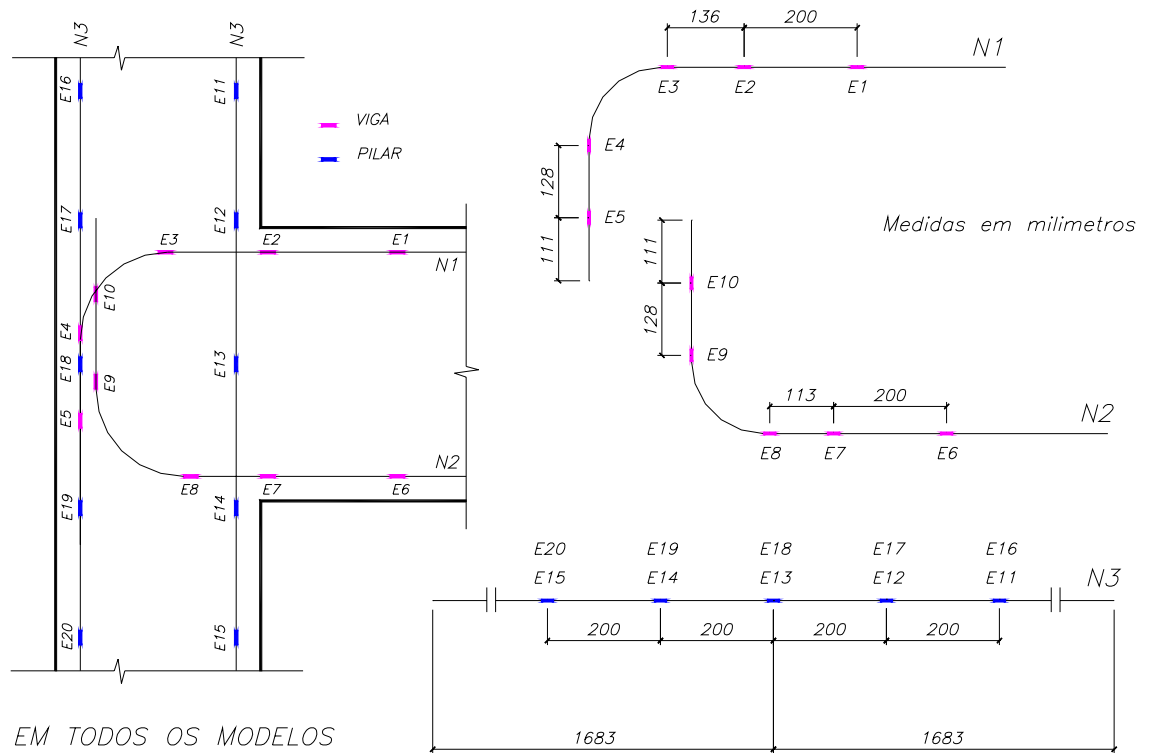 N3
N3
E16
E11
VIGA
PILAR
E17
E12
E3
E2
E1
N1
E10
E4
E18
E13
E9
E5
N2
E8
E7
E6
E19
E14
E20
E15
EM TODOS OS MODELOS
136
200
N1
E3
E2
E1
E4
128
E5
111
Medidas em milimetros
111
E10
128
E9
113
200
N2
E8
E7
E6
E20
E19
E18
E17
E16
E15
E14
E13
E12
E11
N3
200
200
200
200
1683
1683